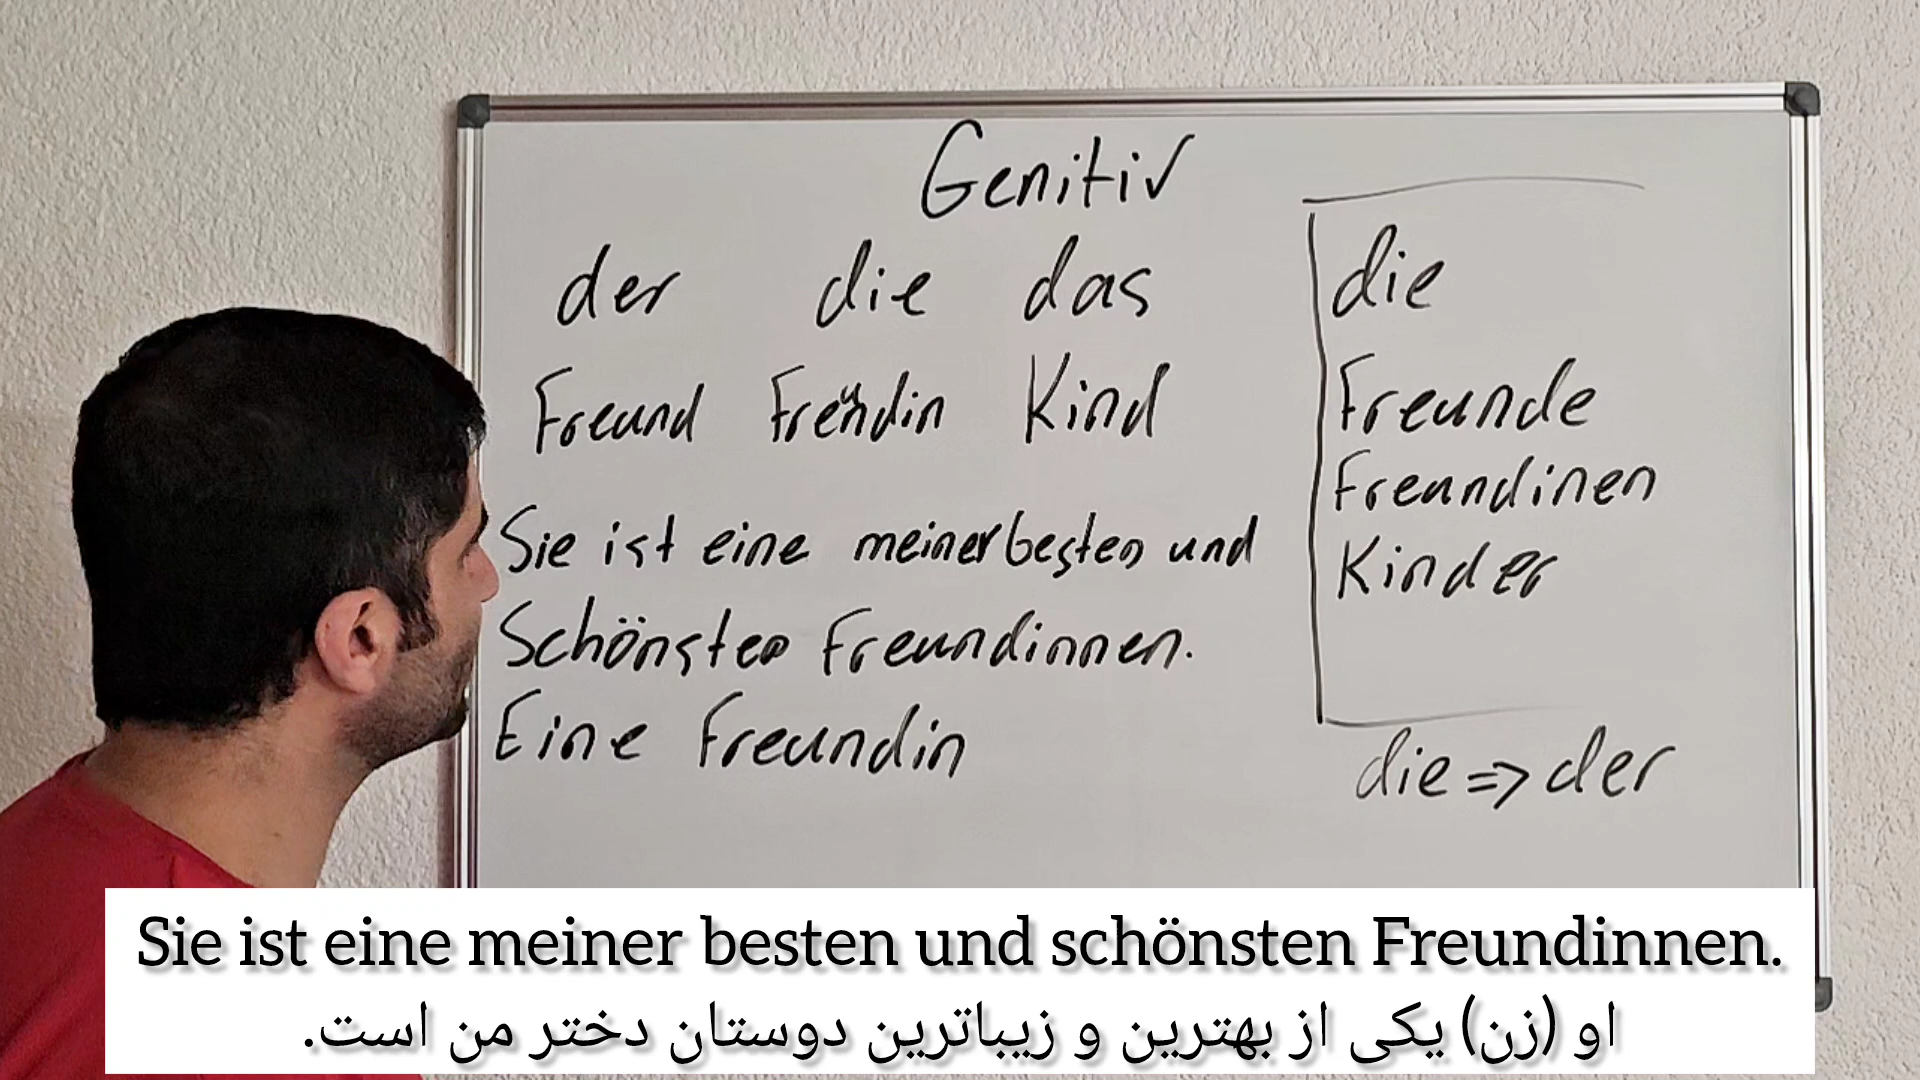 Genitiv
der die das
Freund Freundin Kind
Sie ist eine meiner besten und
Schönsten Freundinnen.
Eine Freundin
die
Freunde
Freundinen
Kinder
die => der
Sie ist eine meiner besten und schönsten Freundinnen.
او (زن) یکی از بهترین و زیباترین دوستان دختر من است.